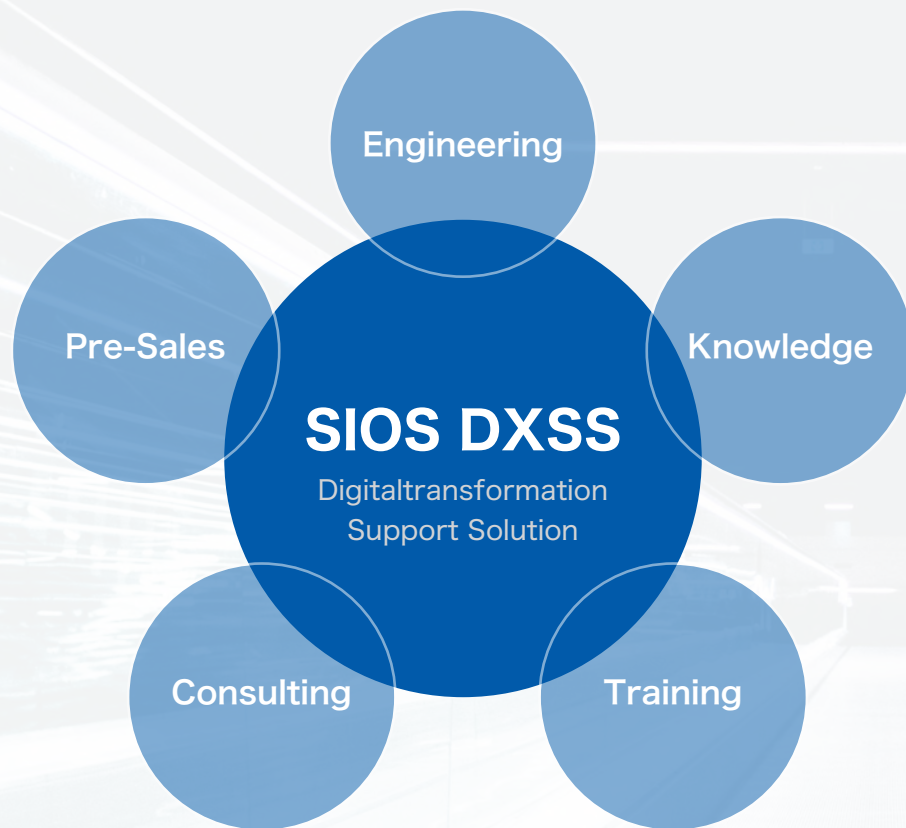 Engineering
Pre-Sales
Knowledge
SIOS DXSS
Digitaltransformation
Support Solution
Consulting
Training